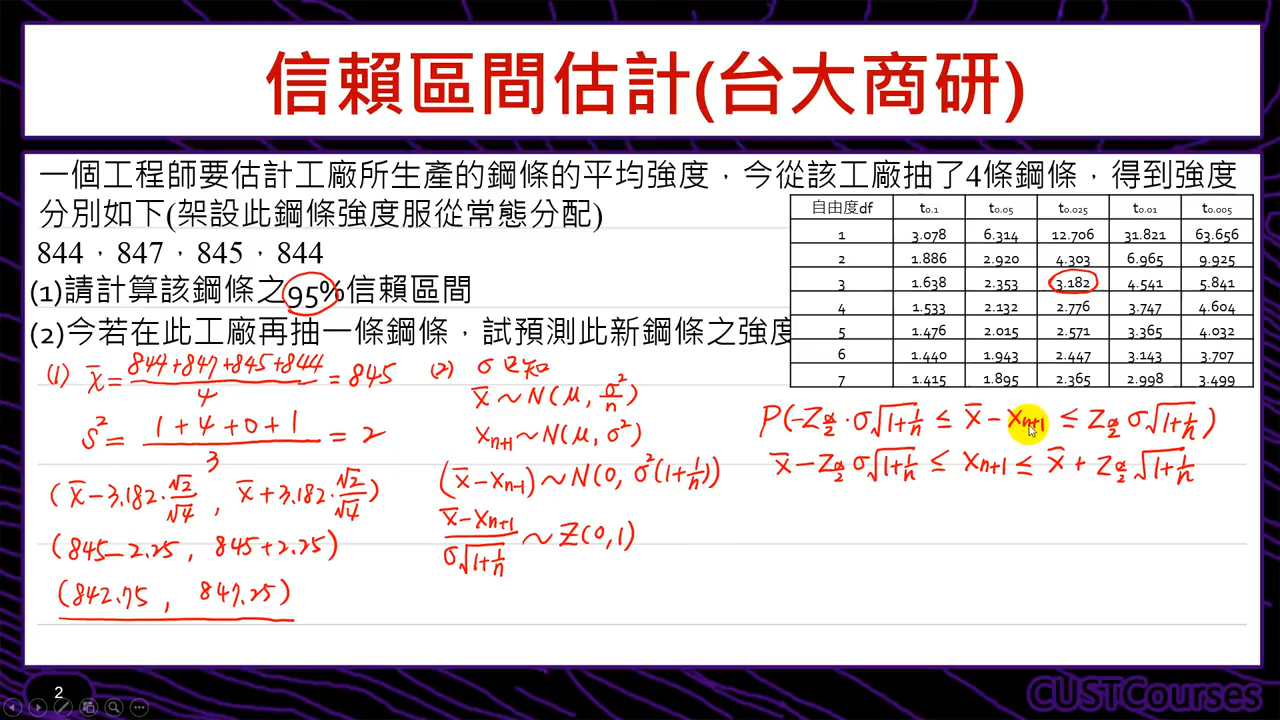 信賴區間估計(台大商研)
一個工程師要估計工廠所生產的鋼條的平均強度，今從該工廠抽了4條鋼條，得到強度
分別如下(架設此鋼條強度服從常態分配)
844，847，845，844
(1)請計算該鋼條之95%信賴區間
(2)今若在此工廠再抽一條鋼條，試預測此新鋼條之強度
自由度df t0.1 t0.05 t0.025 t0.01 t0.005
1 3.078 6.314 12.706 31.821 63.656
2 1.886 2.920 4.303 6.965 9.925
3 1.638 2.353 3.182 4.541 5.841
4 1.533 2.132 2.776 3.747 4.604
5 1.476 2.015 2.571 3.365 4.032
6 1.440 1.943 2.447 3.143 3.707
7 1.415 1.895 2.365 2.998 3.499
(1) x̄ = (844+847+845+844)/4 = 845
S² = (1+4+0+1)/3 = 2
(x̄ - 3.182·√2/√4 , x̄ + 3.182·√2/√4)
(845 - 2.25 , 845 + 2.25)
(842.75 , 847.25)
(2) σ已知
x̄ ~ N(μ, σ²/n)
xn+1 ~ N(μ, σ²)
(x̄ - xn-1) ~ N(0, σ²(1+1/n))
(x̄ - xn+1)/(σ√(1+1/n)) ~ Z(0,1)
P(-Zα/2 · σ√(1+1/n) ≤ x̄ - xn+1 ≤ Zα/2 σ√(1+1/n))
x̄ - Zα/2 σ√(1+1/n) ≤ xn+1 ≤ x̄ + Zα/2 √(1+1/n)
2
CUSTCourses